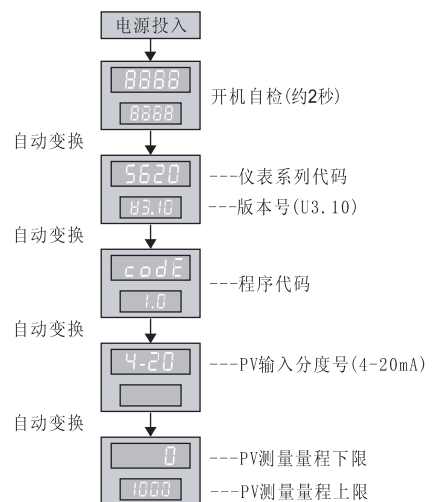 电源投入
8888
8888
开机自检(约2秒)
自动变换
5620
---仪表系列代码
U3.10
---版本号(U3.10)
自动变换
codE
1.0
---程序代码
自动变换
4-20
---PV输入分度号(4-20mA)
自动变换
0
---PV测量量程下限
1000
---PV测量量程上限